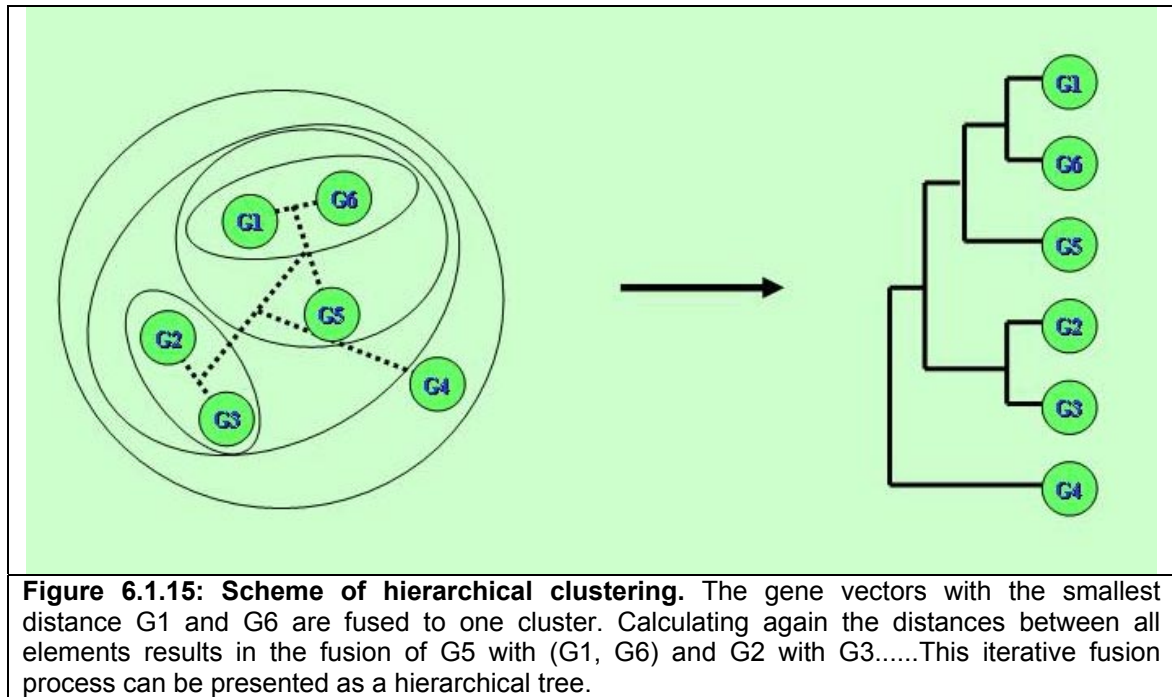 G1
G6
G5
G2
G3
G4
G1
G6
G5
G2
G3
G4
Figure 6.1.15: Scheme of hierarchical clustering. The gene vectors with the smallest
distance G1 and G6 are fused to one cluster. Calculating again the distances between all
elements results in the fusion of G5 with (G1, G6) and G2 with G3......This iterative fusion
process can be presented as a hierarchical tree.